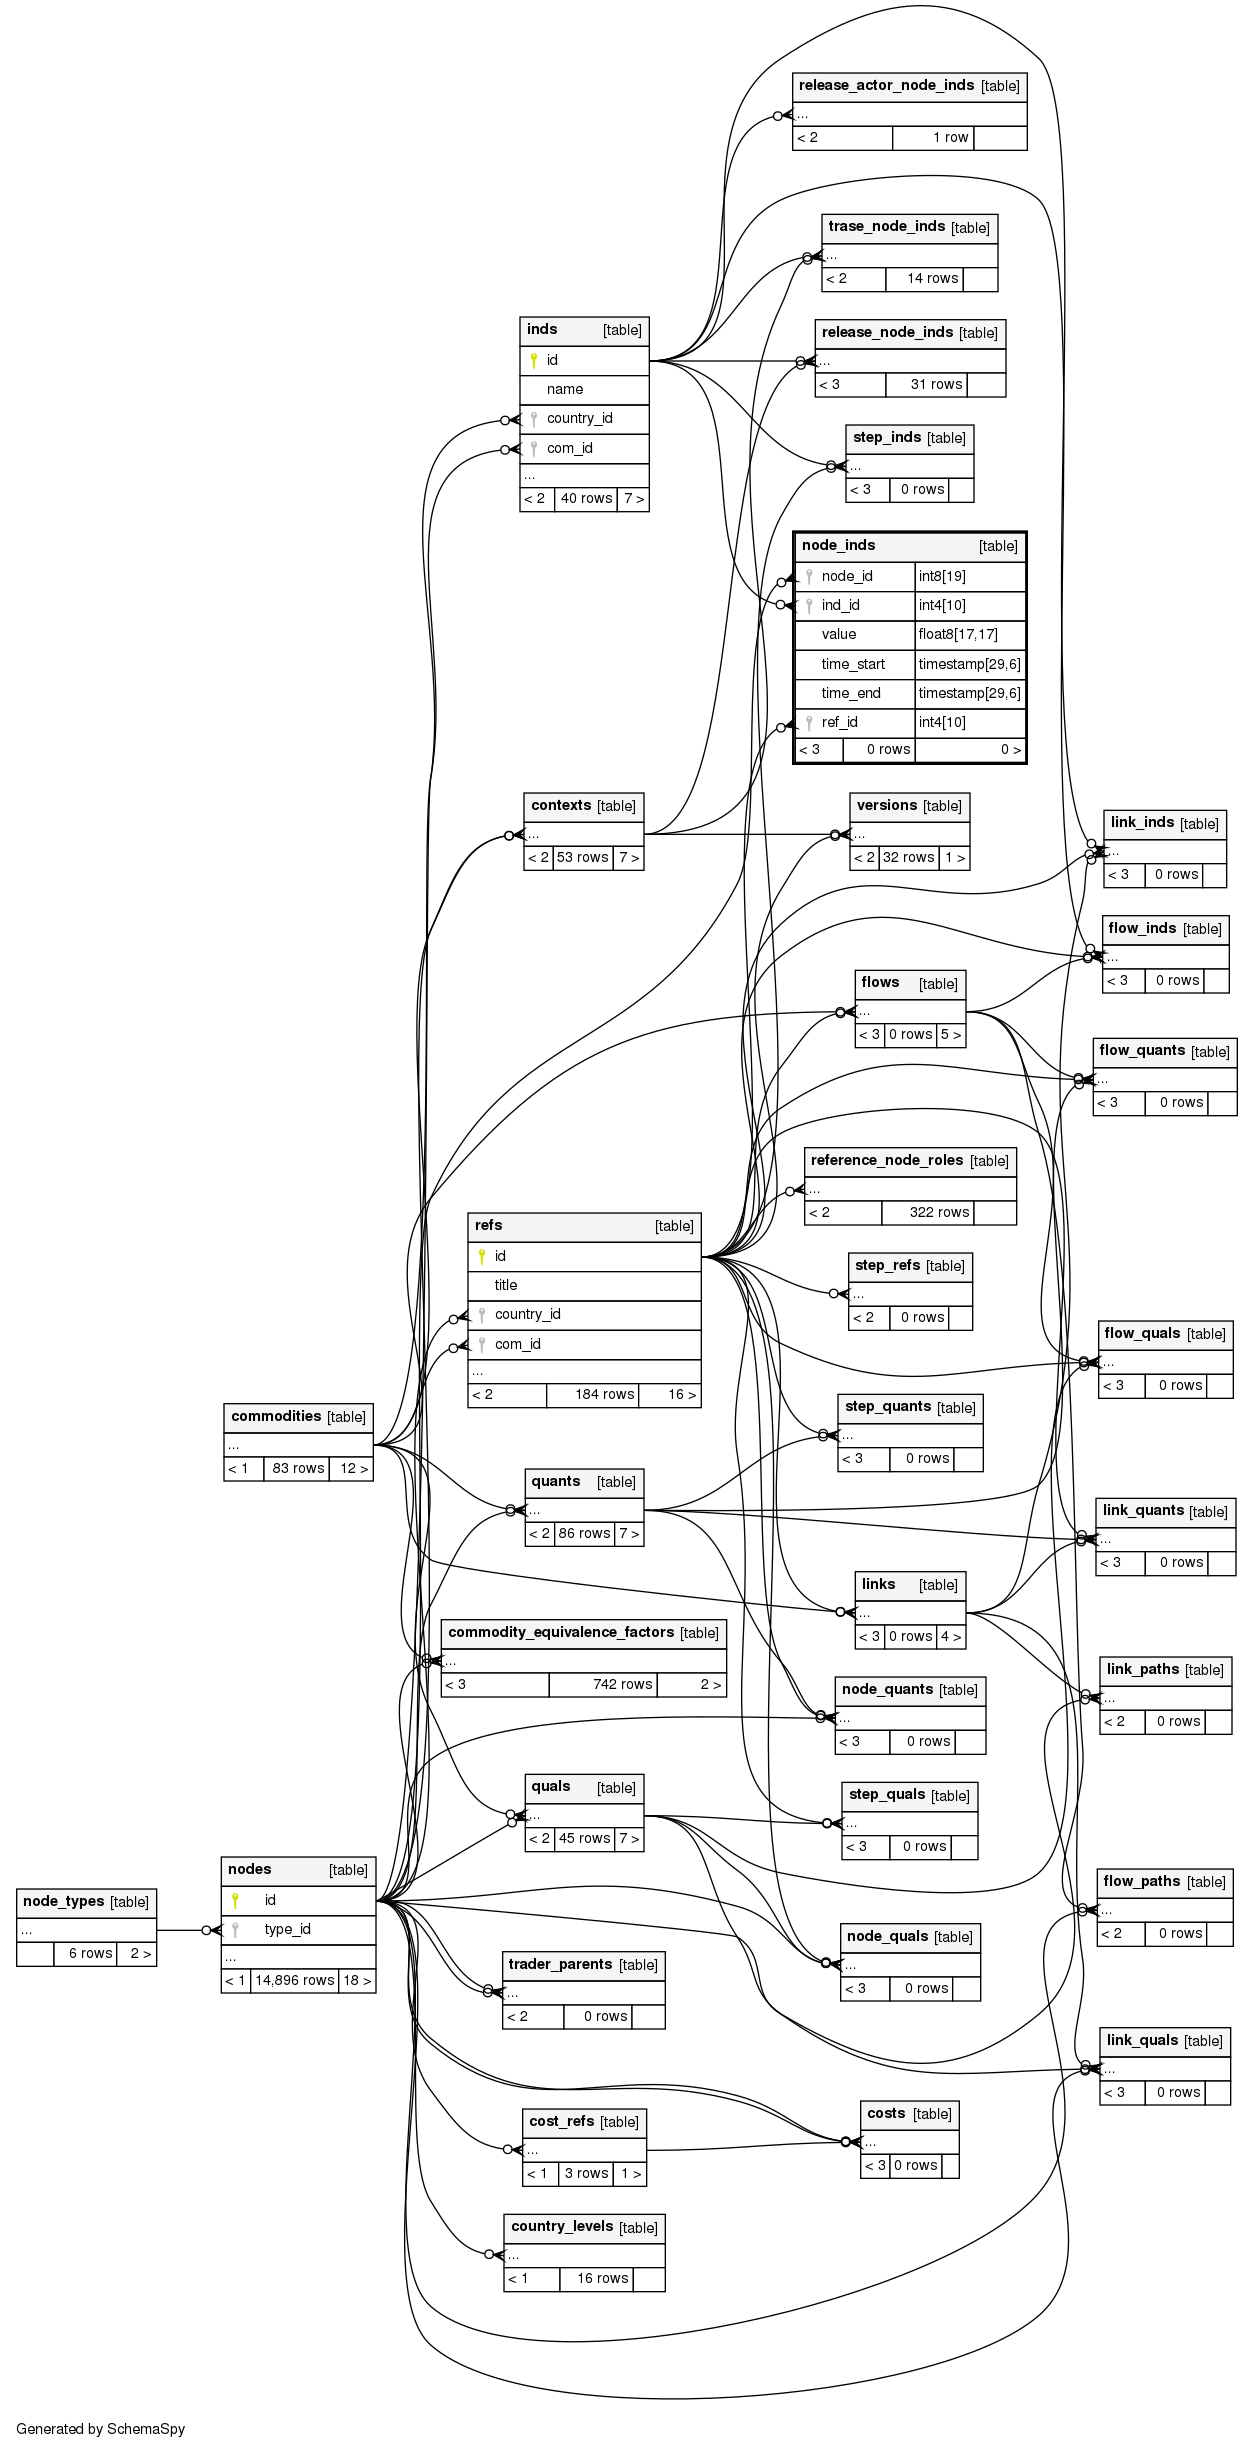 release_actor_node_inds [table]
...
< 2 1 row
trase_node_inds [table]
...
< 2 14 rows
inds [table]
id
name
country_id
com_id
...
< 2 40 rows 7 >
release_node_inds [table]
...
< 3 31 rows
step_inds [table]
...
< 3 0 rows
node_inds [table]
node_id int8[19]
ind_id int4[10]
value float8[17,17]
time_start timestamp[29,6]
time_end timestamp[29,6]
ref_id int4[10]
< 3 0 rows 0 >
contexts [table]
...
< 2 53 rows 7 >
versions [table]
...
< 2 32 rows 1 >
link_inds [table]
...
< 3 0 rows
flow_inds [table]
...
< 3 0 rows
flows [table]
...
< 3 0 rows 5 >
flow_quants [table]
...
< 3 0 rows
reference_node_roles [table]
...
< 2 322 rows
refs [table]
id
title
country_id
com_id
...
< 2 184 rows 16 >
step_refs [table]
...
< 2 0 rows
flow_quals [table]
...
< 3 0 rows
commodities [table]
...
< 1 83 rows 12 >
step_quants [table]
...
< 3 0 rows
quants [table]
...
< 2 86 rows 7 >
link_quants [table]
...
< 3 0 rows
links [table]
...
< 3 0 rows 4 >
commodity_equivalence_factors [table]
...
< 3 742 rows 2 >
link_paths [table]
...
< 2 0 rows
node_quants [table]
...
< 3 0 rows
quals [table]
...
< 2 45 rows 7 >
step_quals [table]
...
< 3 0 rows
nodes [table]
id
type_id
...
< 1 14,896 rows 18 >
node_types [table]
...
6 rows 2 >
flow_paths [table]
...
< 2 0 rows
node_quals [table]
...
< 3 0 rows
trader_parents [table]
...
< 2 0 rows
link_quals [table]
...
< 3 0 rows
costs [table]
...
< 3 0 rows
cost_refs [table]
...
< 1 3 rows 1 >
country_levels [table]
...
< 1 16 rows
Generated by SchemaSpy